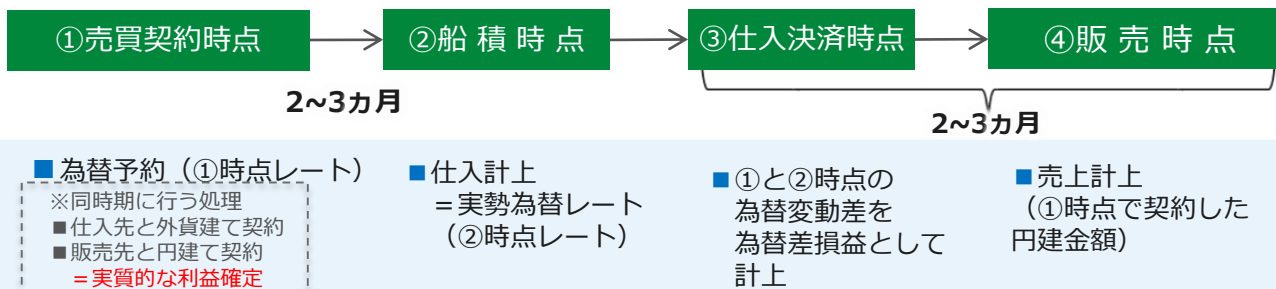 ①売買契約時点
②船 積 時 点
③仕入決済時点
④販 売 時 点
2~3ヵ月
2~3ヵ月
■為替予約（①時点レート）
※同時期に行う処理
■仕入先と外貨建て契約
■販売先と円建て契約
＝実質的な利益確定
■仕入計上
＝実勢為替レート
（②時点レート）
■①と②時点の
為替変動差を
為替差損益として
計上
■売上計上
（①時点で契約した
円建金額）